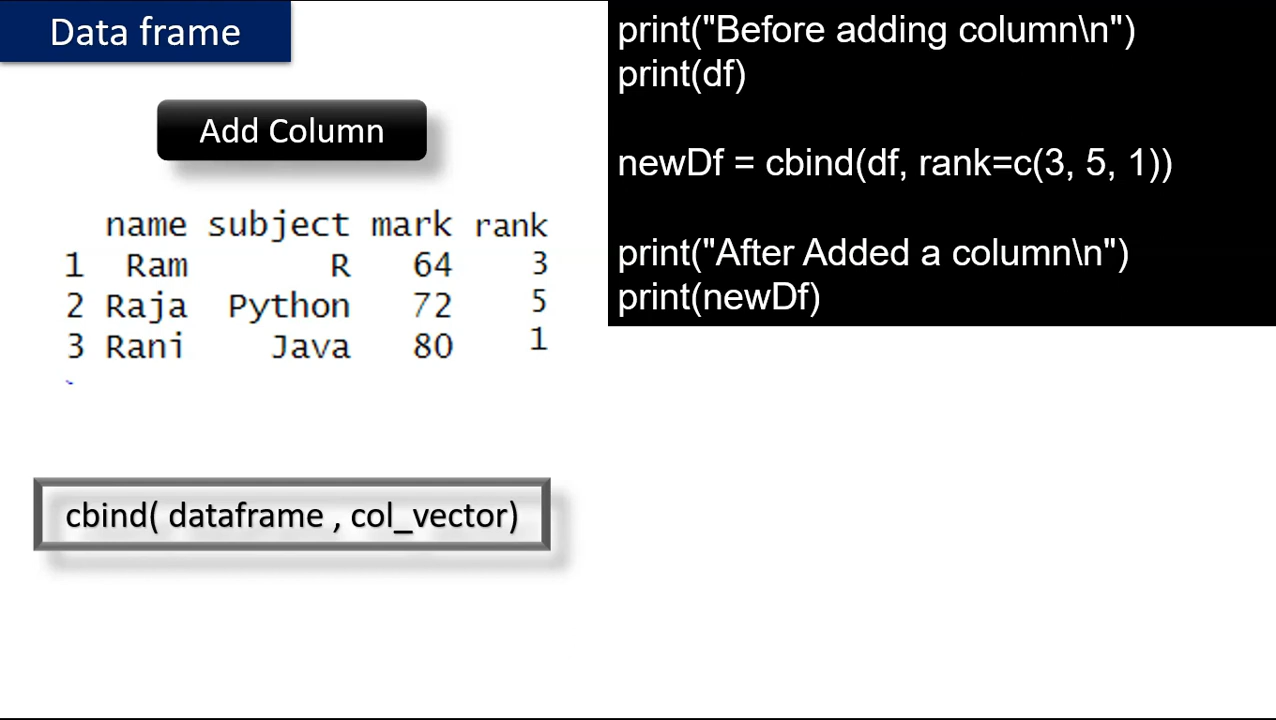 Data frame
Add Column
name subject mark rank
1 Ram R 64 3
2 Raja Python 72 5
3 Rani Java 80 1
cbind( dataframe , col_vector)
print("Before adding column\n")
print(df)
newDf = cbind(df, rank=c(3, 5, 1))
print("After Added a column\n")
print(newDf)